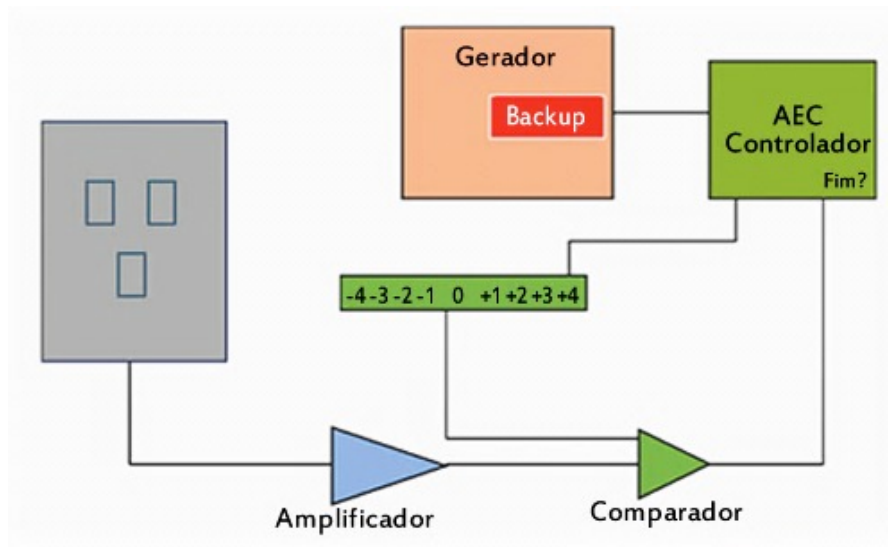 Gerador
Backup
AEC
Controlador
Fim?
-4 -3 -2 -1 0 +1 +2 +3 +4
Amplificador
Comparador